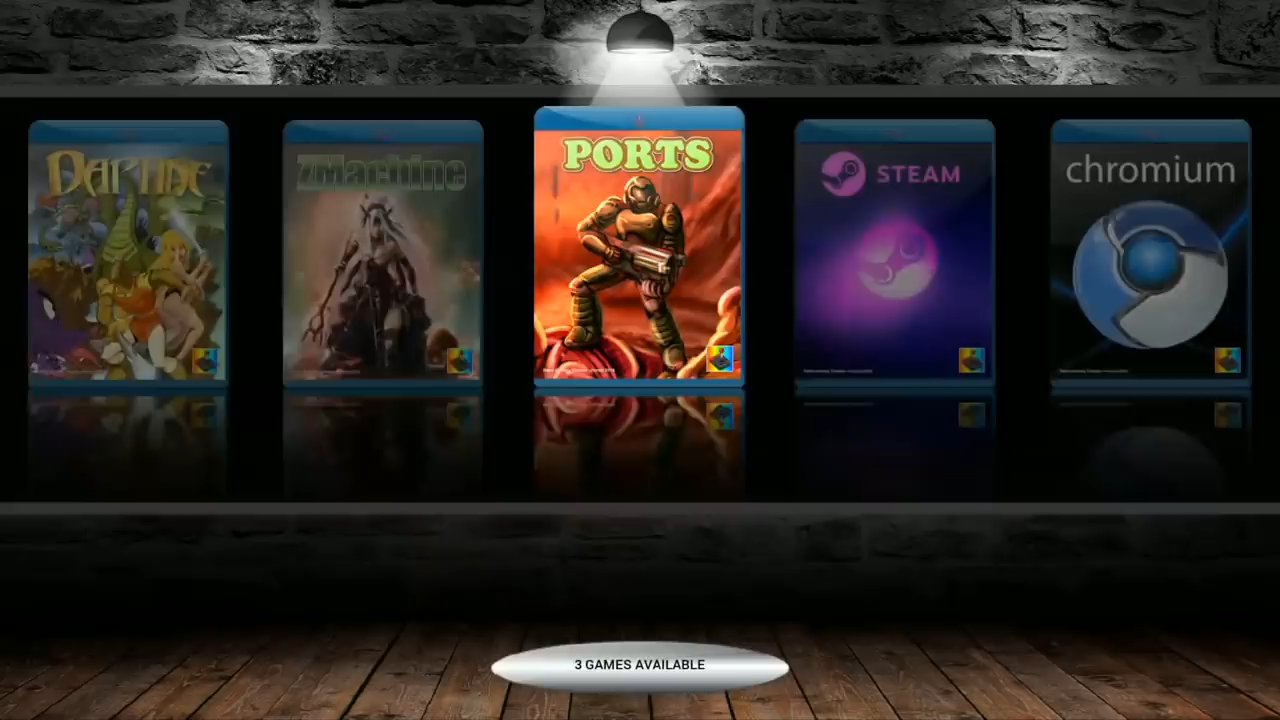 DAPHNE
ZMachine
PORTS
STEAM
chromium
3 GAMES AVAILABLE